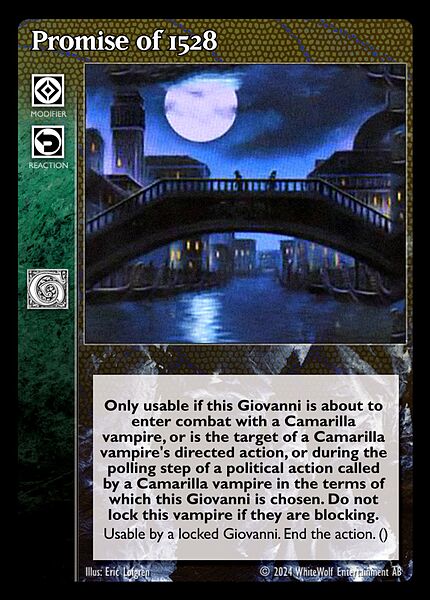 Promise of 1528
MODIFIER
REACTION
Only usable if this Giovanni is about to
enter combat with a Camarilla
vampire, or is the target of a Camarilla
vampire's directed action, or during the
polling step of a political action called
by a Camarilla vampire in the terms of
which this Giovanni is chosen. Do not
lock this vampire if they are blocking.
Usable by a locked Giovanni. End the action. ()
Illus: Eric Lofgren © 2024 WhiteWolf Entertainment AB